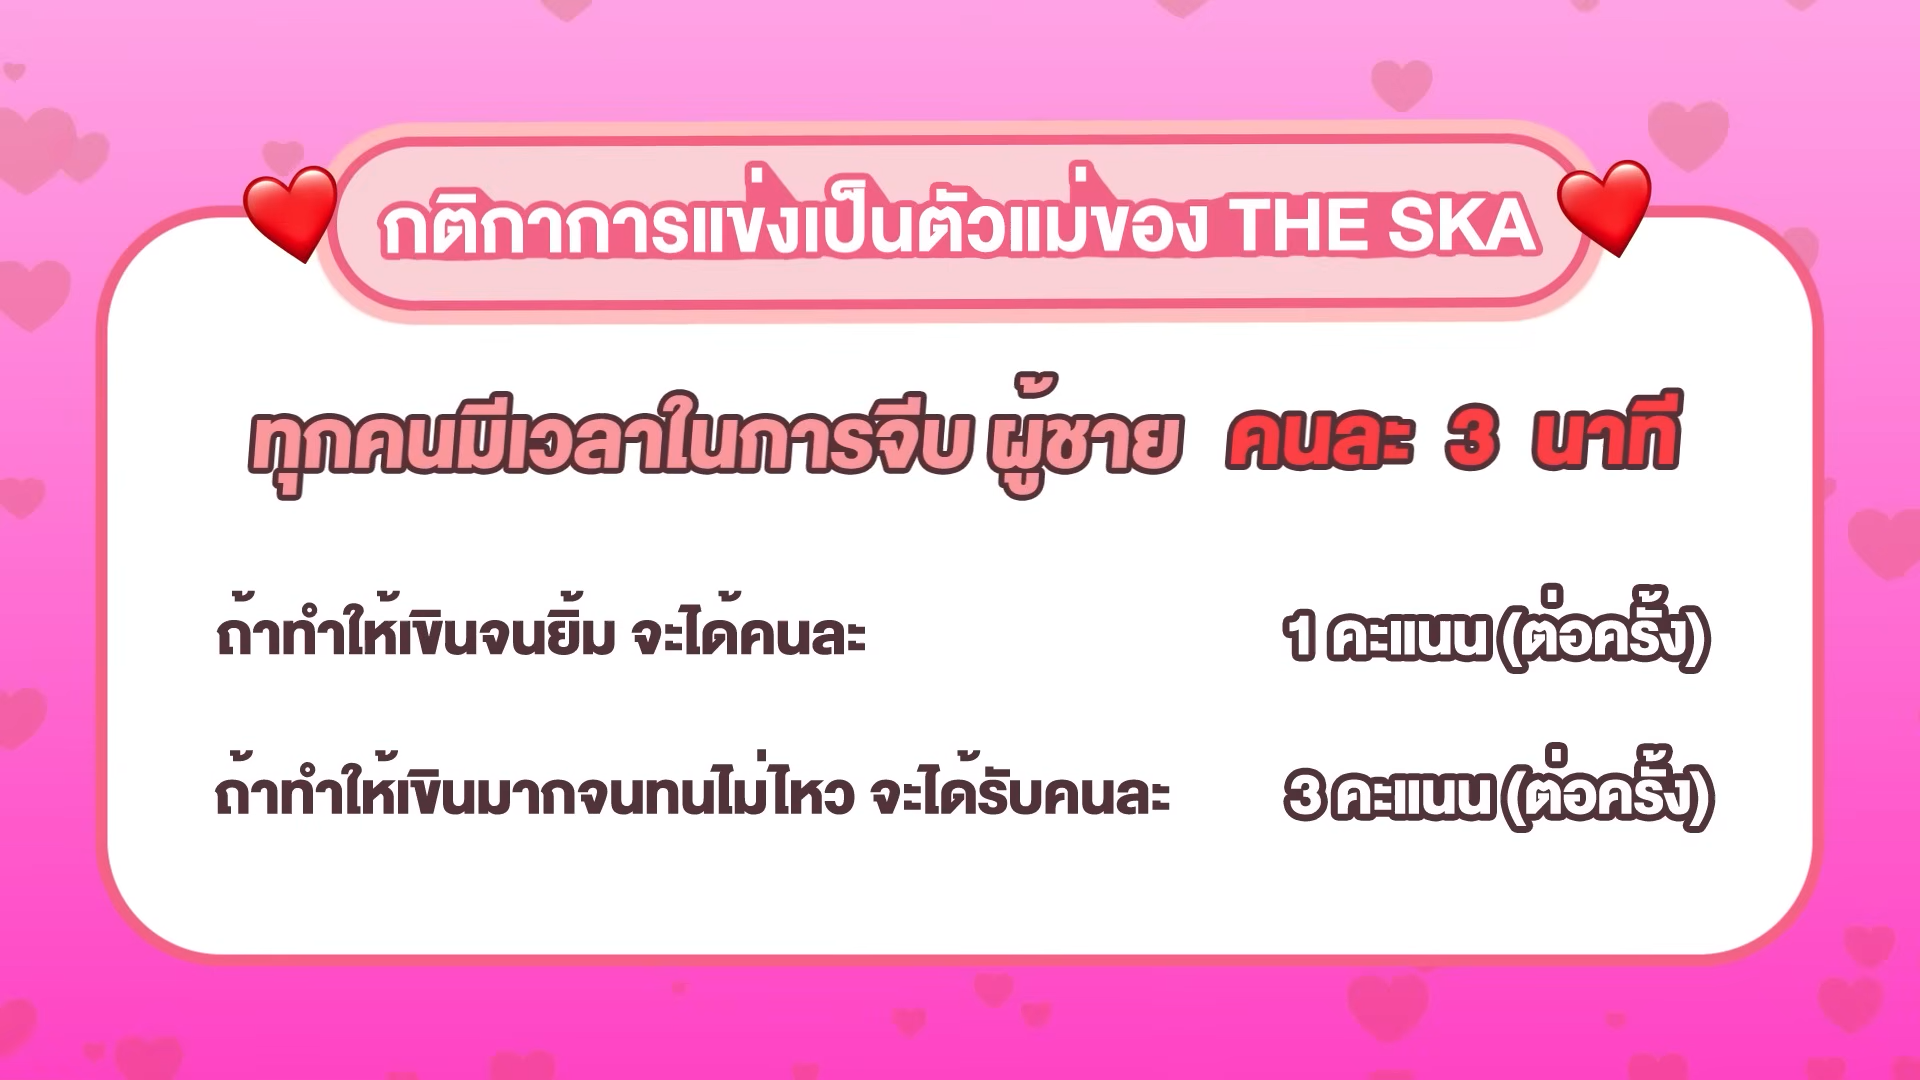 กติกาการแข่งเป็นตัวแม่ของ THE SKA
ทุกคนมีเวลาในการจีบ ผู้ชาย คนละ 3 นาที
ถ้าทำให้เขินจนยิ้ม จะได้คนละ 1 คะแนน (ต่อครั้ง)
ถ้าทำให้เขินมากจนทนไม่ไหว จะได้รับคนละ 3 คะแนน (ต่อครั้ง)